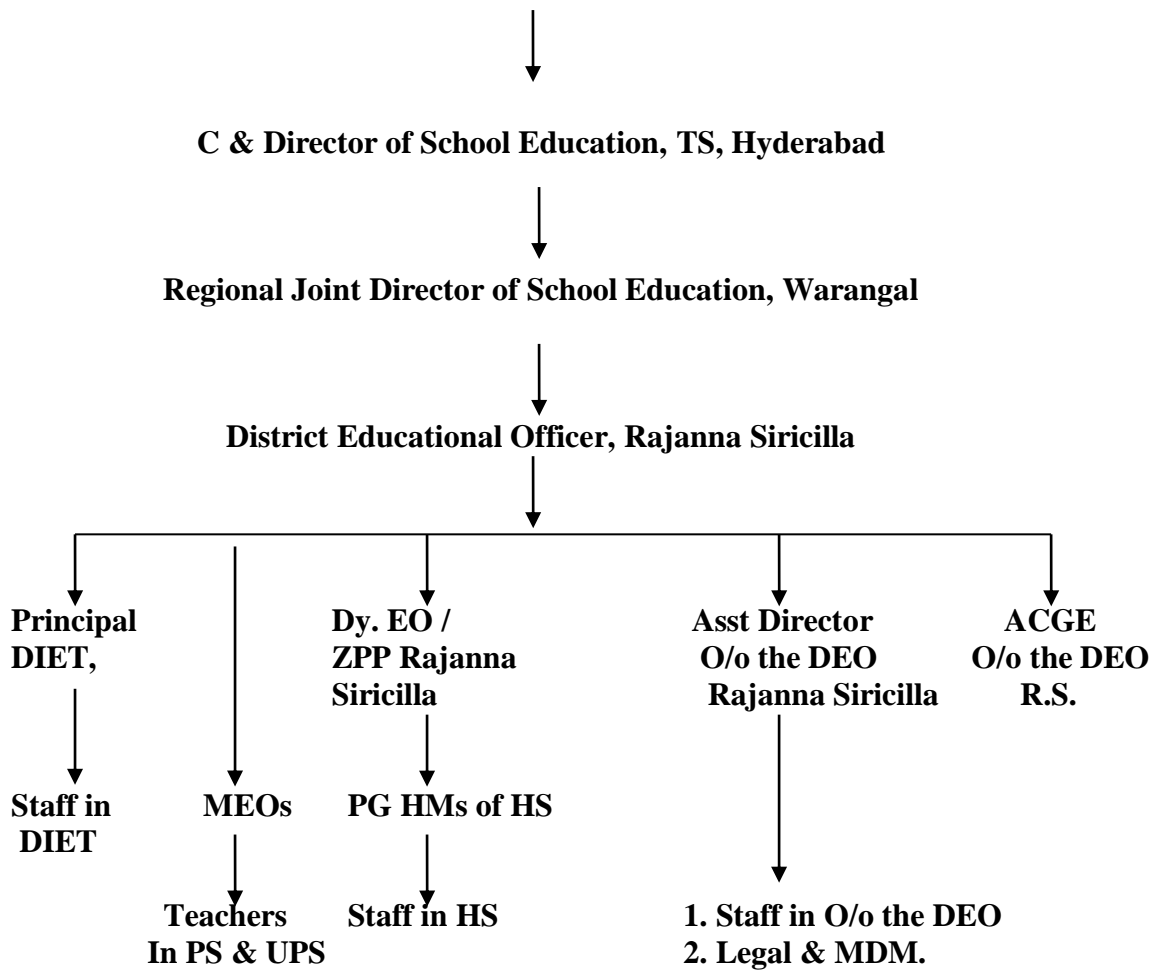 C & Director of School Education, TS, Hyderabad
Regional Joint Director of School Education, Warangal
District Educational Officer, Rajanna Siricilla
Principal
DIET,
Dy. EO /
ZPP Rajanna
Siricilla
Asst Director
O/o the DEO
Rajanna Siricilla
ACGE
O/o the DEO
R.S.
Staff in
DIET
MEOs
PG HMs of HS
Teachers
In PS & UPS
Staff in HS
1. Staff in O/o the DEO
2. Legal & MDM.